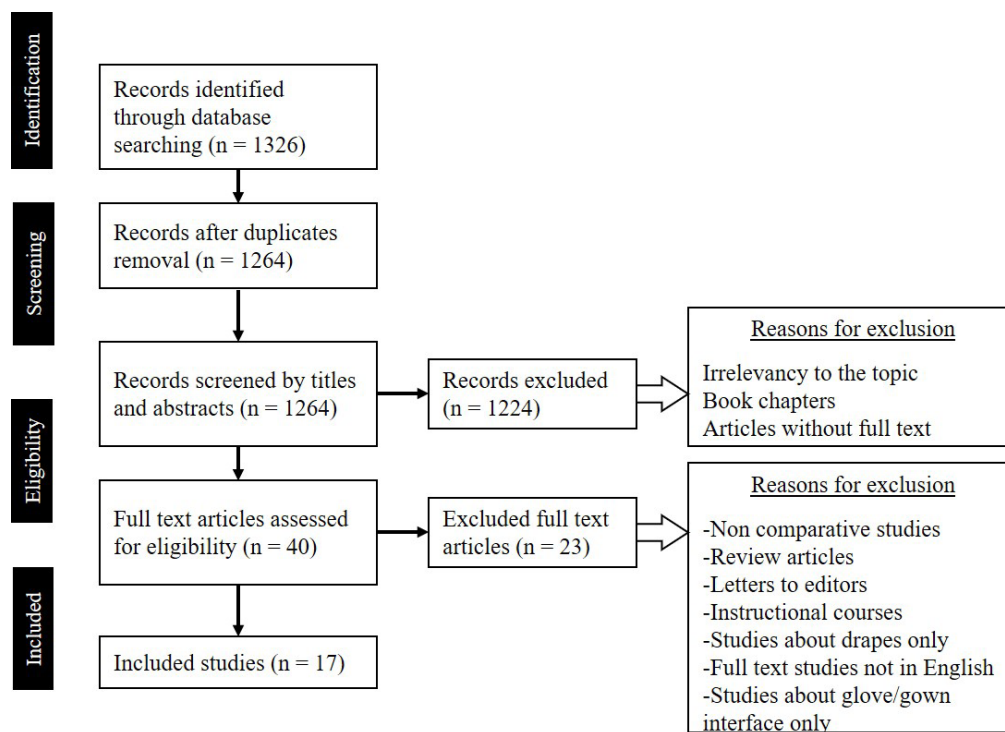 Identification
Records identified
through database
searching (n = 1326)
Screening
Records after duplicates
removal (n = 1264)
Records screened by titles
and abstracts (n = 1264)
Records excluded
(n = 1224)
Reasons for exclusion
Irrelevancy to the topic
Book chapters
Articles without full text
Eligibility
Full text articles assessed
for eligibility (n = 40)
Excluded full text
articles (n = 23)
Reasons for exclusion
-Non comparative studies
-Review articles
-Letters to editors
-Instructional courses
-Studies about drapes only
-Full text studies not in English
-Studies about glove/gown
interface only
Included
Included studies (n = 17)